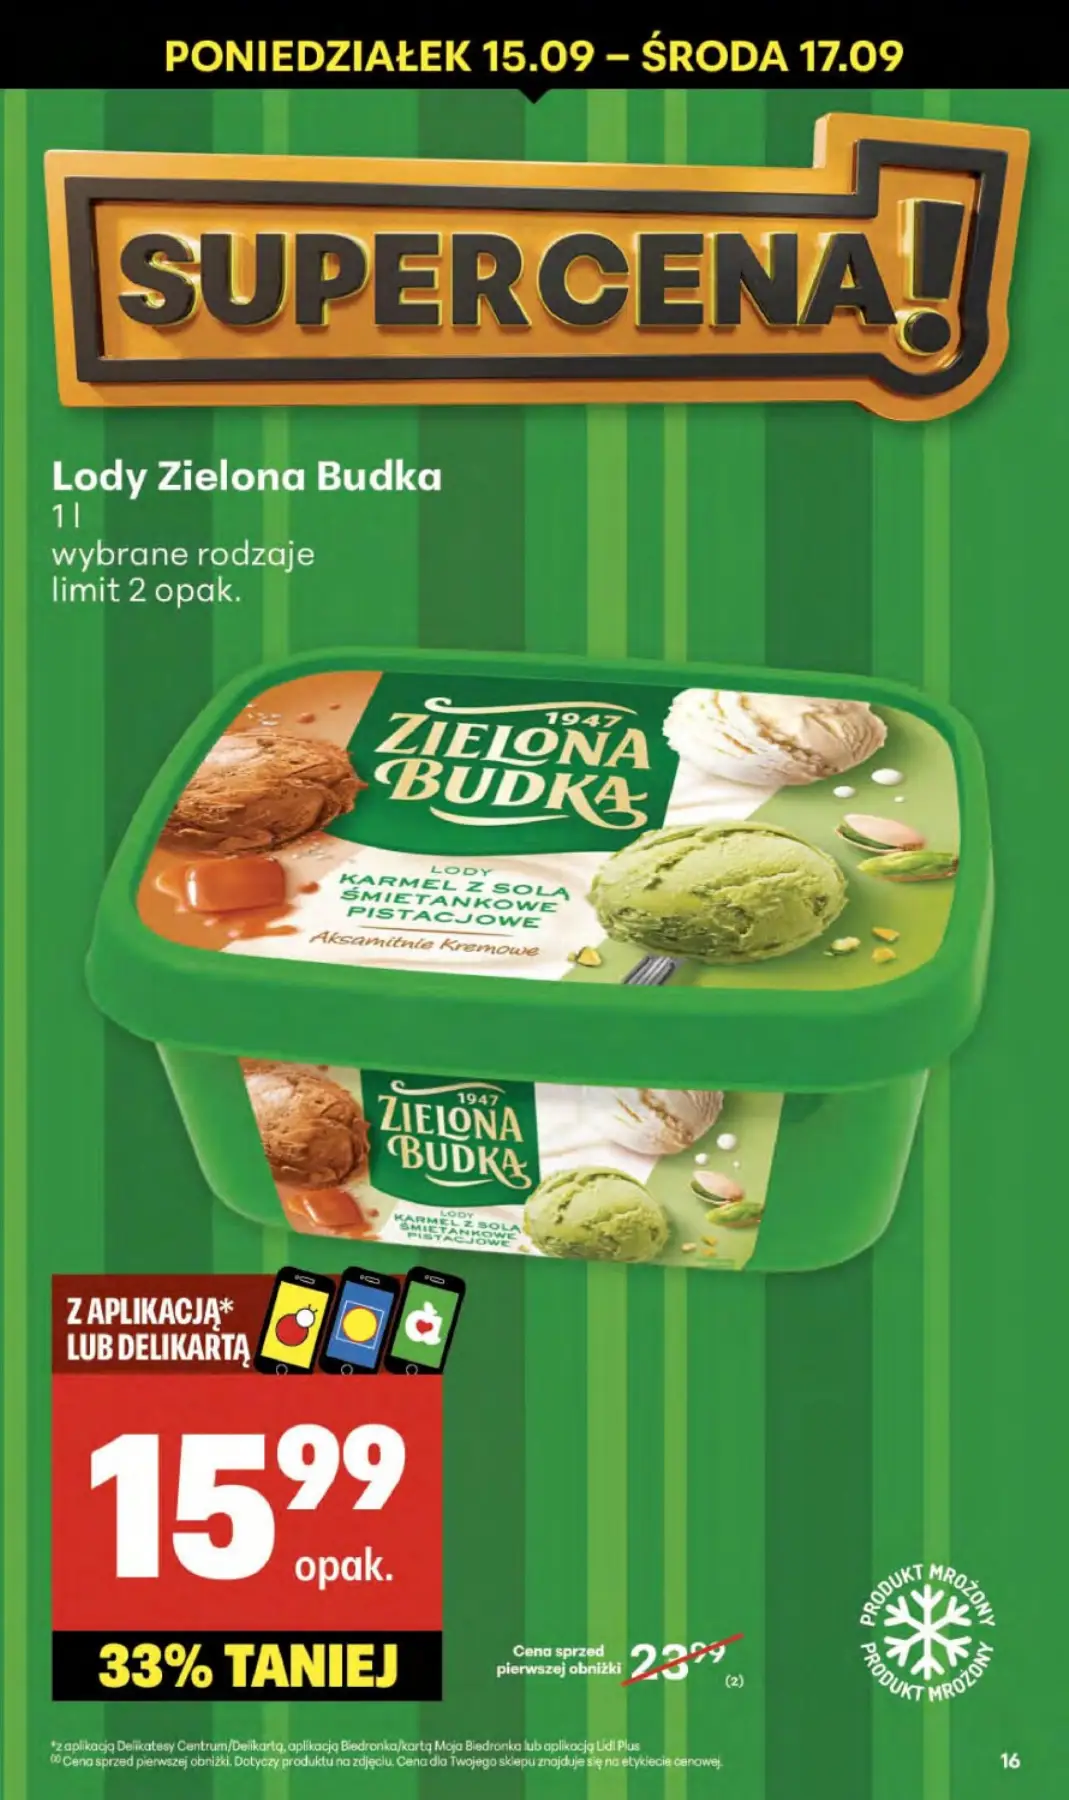 PONIEDZIAŁEK 15.09 – ŚRODA 17.09
SUPERCENA!
Lody Zielona Budka
1 l
wybrane rodzaje
limit 2 opak.
1947
ZIELONA
BUDKA
LODY
KARMEL Z SOLĄ
ŚMIETANKOWE
PISTACJOWE
Aksamitnie Kremowe
1947
ZIELONA
BUDKA
LODY
KARMEL Z SOLĄ
ŚMIETANKOWE
PISTACJOWE
Z APLIKACJĄ*
LUB DELIKARTĄ
15 99
opak.
33% TANIEJ
Cena sprzed
pierwszej obniżki 23 99 (2)
PRODUKT MROŻONY
PRODUKT MROŻONY
*z aplikacją Delikatesy Centrum/Delikartą, aplikacją Biedronka/kartą Moja Biedronka lub aplikacją Lidl Plus
Cena sprzed pierwszej obniżki. Dotyczy produktu na zdjęciu. Cena dla Twojego sklepu znajduje się na etykiecie cenowej.
16